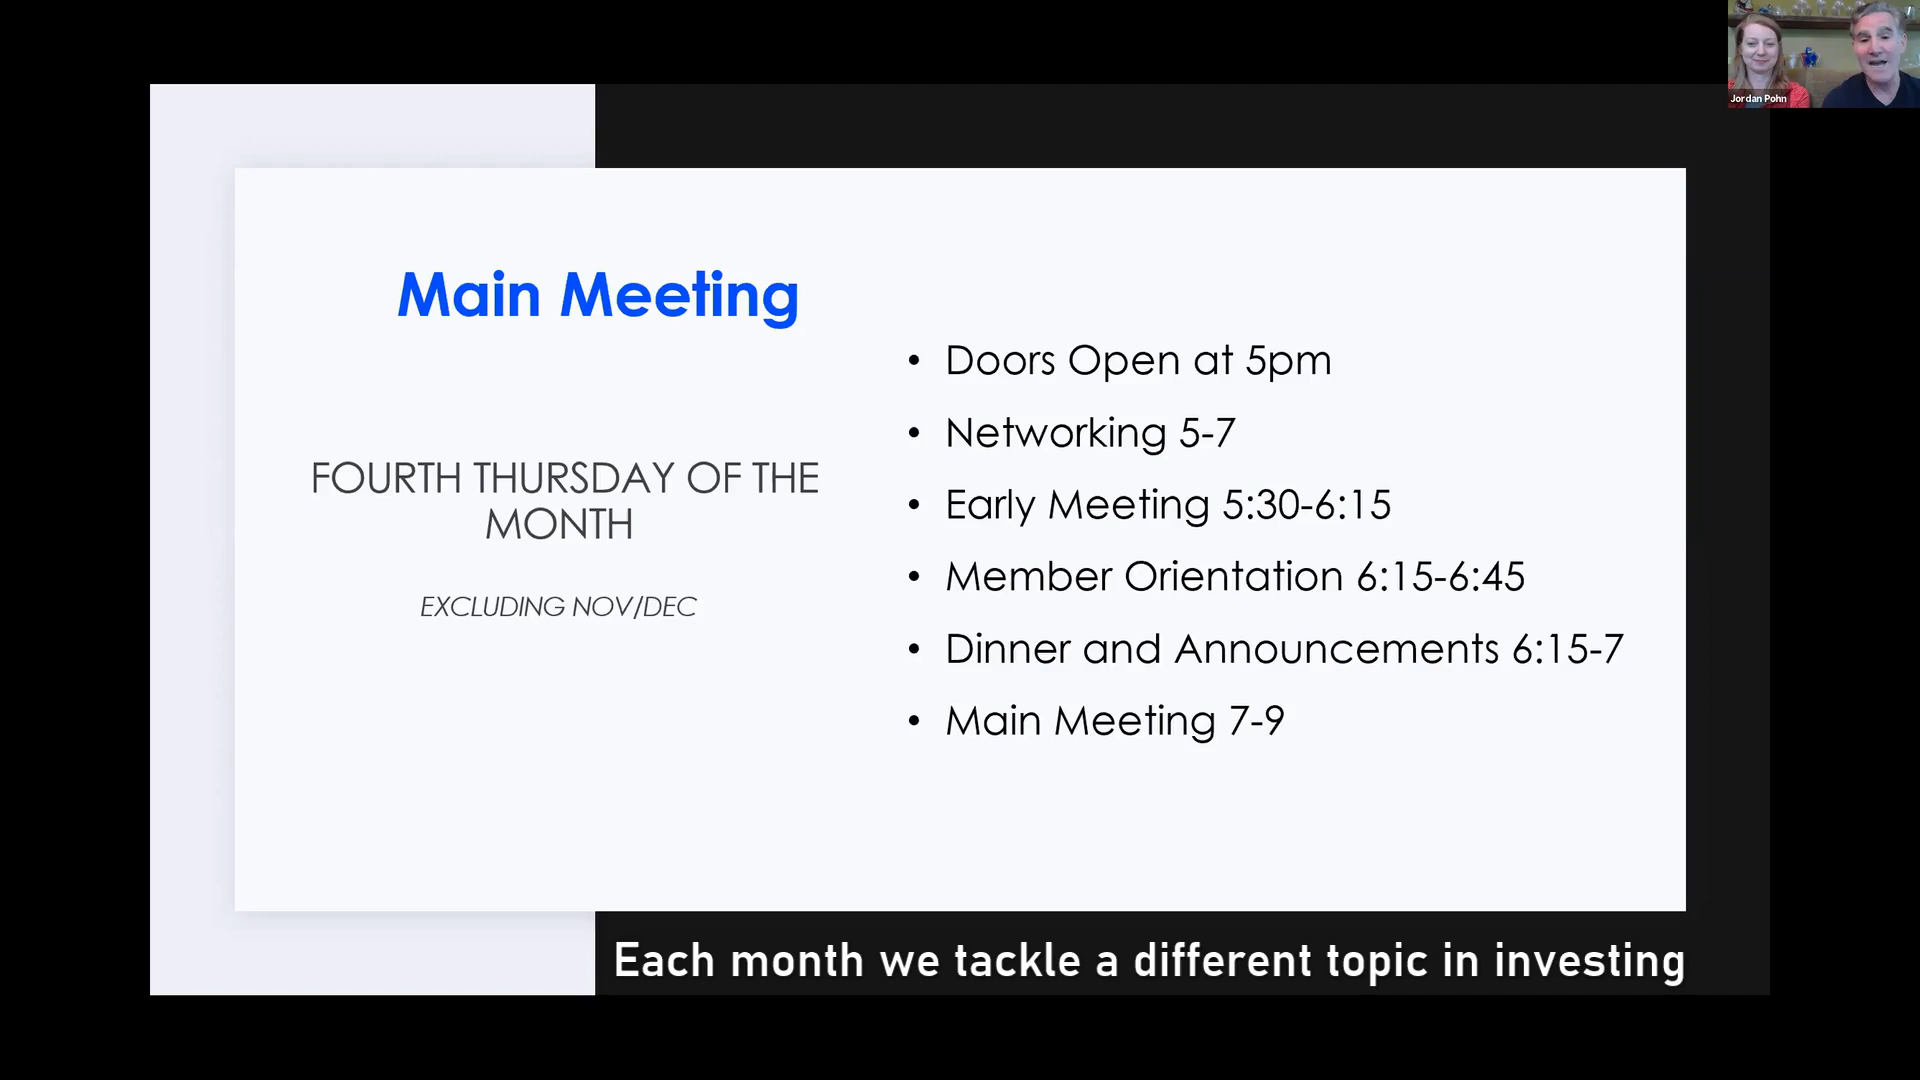 Jordan Pohn
Main Meeting
FOURTH THURSDAY OF THE
MONTH
EXCLUDING NOV/DEC
• Doors Open at 5pm
• Networking 5-7
• Early Meeting 5:30-6:15
• Member Orientation 6:15-6:45
• Dinner and Announcements 6:15-7
• Main Meeting 7-9
Each month we tackle a different topic in investing